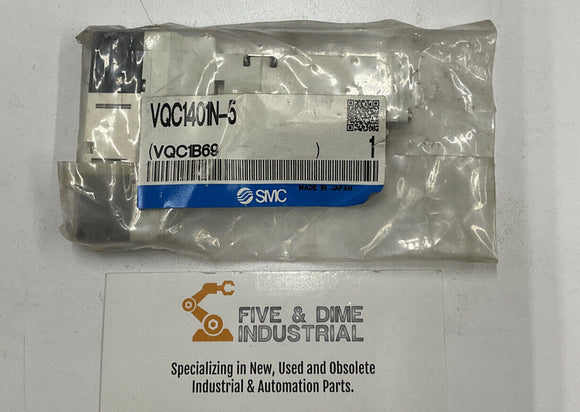 VQC1401N-5
(VQC1B69 ) 1
SMC
MADE IN JAPAN
FIVE & DIME
INDUSTRIAL
Specializing in New, Used and Obsolete
Industrial & Automation Parts.